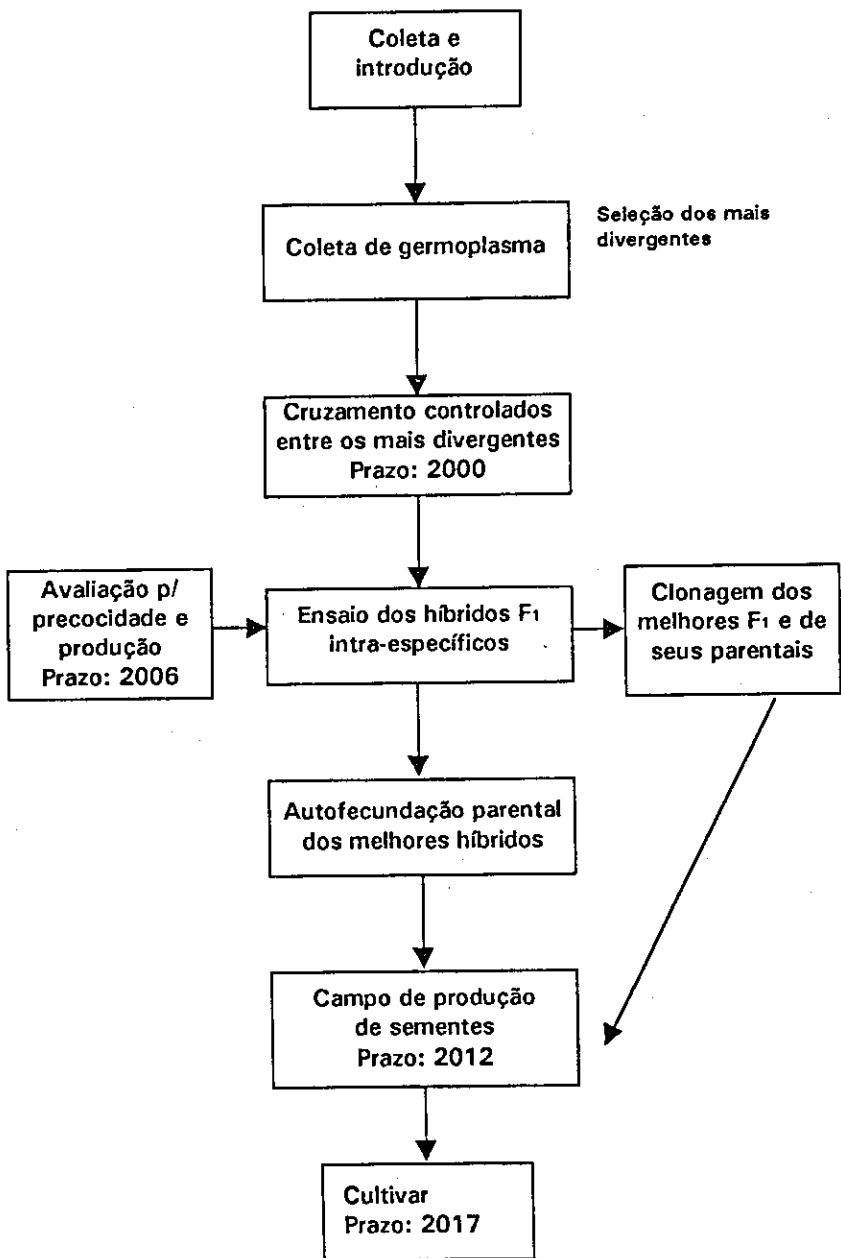 Coleta e
introdução
Coleta de germoplasma
Seleção dos mais
divergentes
Cruzamento controlados
entre os mais divergentes
Prazo: 2000
Avaliação p/
precocidade e
produção
Prazo: 2006
Ensaio dos híbridos F1
intra-específicos
Clonagem dos
melhores F1 e de
seus parentais
Autofecundação parental
dos melhores híbridos
Campo de produção
de sementes
Prazo: 2012
Cultivar
Prazo: 2017